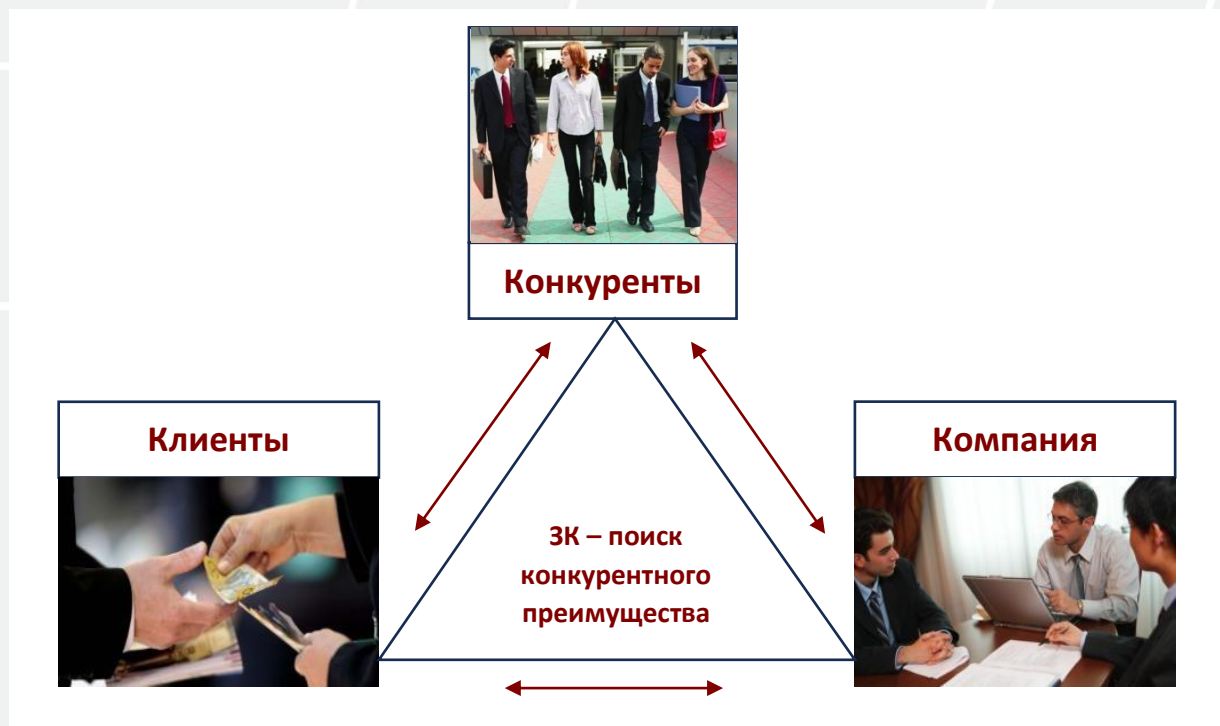 Конкуренты
Клиенты
Компания
3К – поиск
конкурентного
преимущества